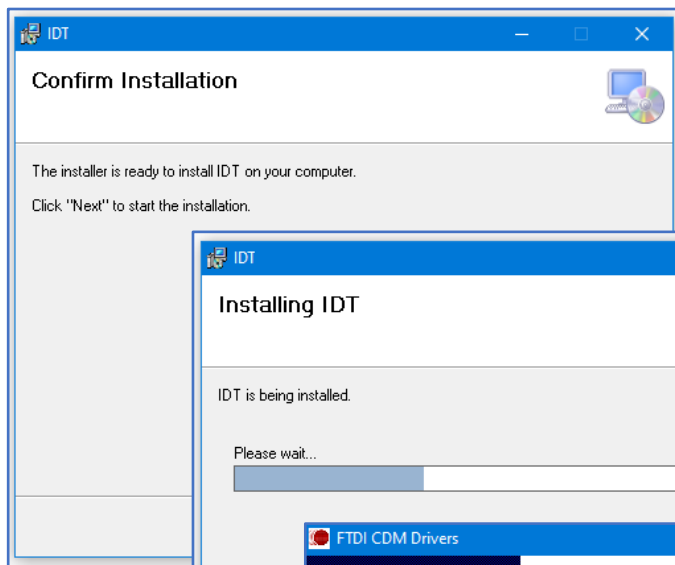 IDT
Confirm Installation
The installer is ready to install IDT on your computer.
Click "Next" to start the installation.
IDT
Installing IDT
IDT is being installed.
Please wait...
FTDI CDM Drivers